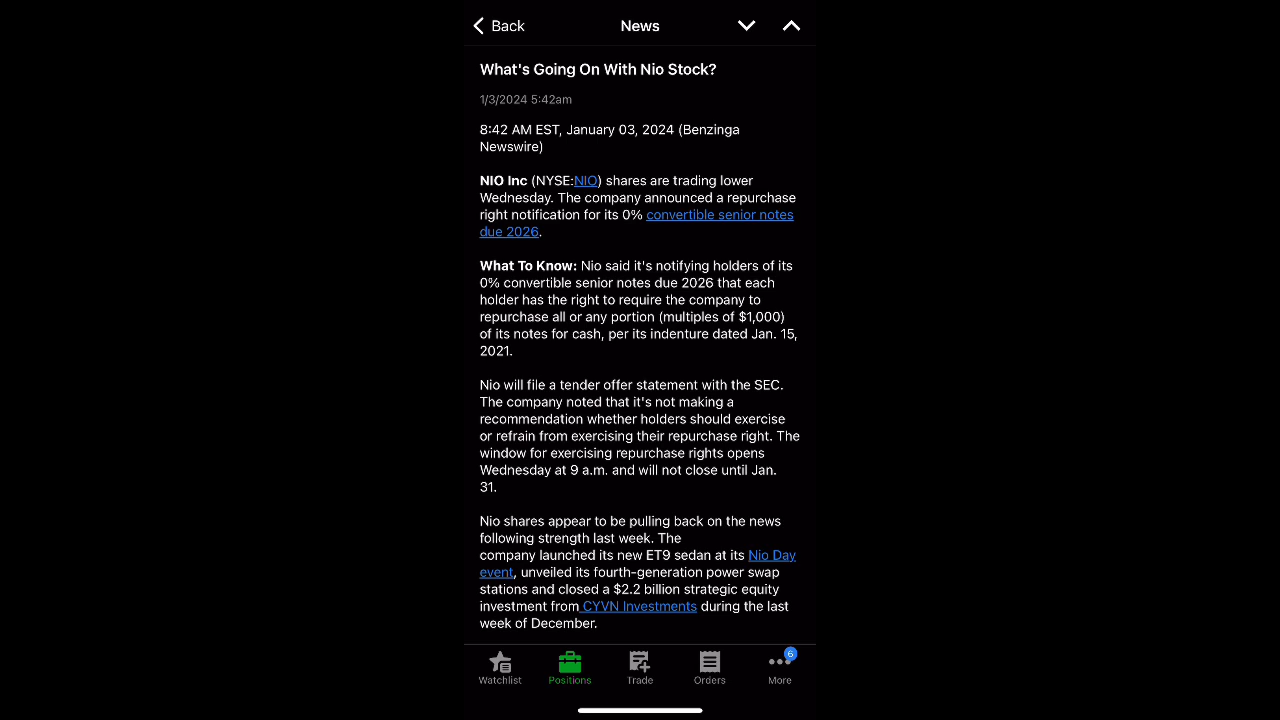 Back
News
What's Going On With Nio Stock?
1/3/2024 5:42am
8:42 AM EST, January 03, 2024 (Benzinga
Newswire)
NIO Inc (NYSE:NIO) shares are trading lower
Wednesday. The company announced a repurchase
right notification for its 0% convertible senior notes
due 2026.
What To Know: Nio said it's notifying holders of its
0% convertible senior notes due 2026 that each
holder has the right to require the company to
repurchase all or any portion (multiples of $1,000)
of its notes for cash, per its indenture dated Jan. 15,
2021.
Nio will file a tender offer statement with the SEC.
The company noted that it's not making a
recommendation whether holders should exercise
or refrain from exercising their repurchase right. The
window for exercising repurchase rights opens
Wednesday at 9 a.m. and will not close until Jan.
31.
Nio shares appear to be pulling back on the news
following strength last week. The
company launched its new ET9 sedan at its Nio Day
event, unveiled its fourth-generation power swap
stations and closed a $2.2 billion strategic equity
investment from CYVN Investments during the last
week of December.
6
Watchlist
Positions
Trade
Orders
More